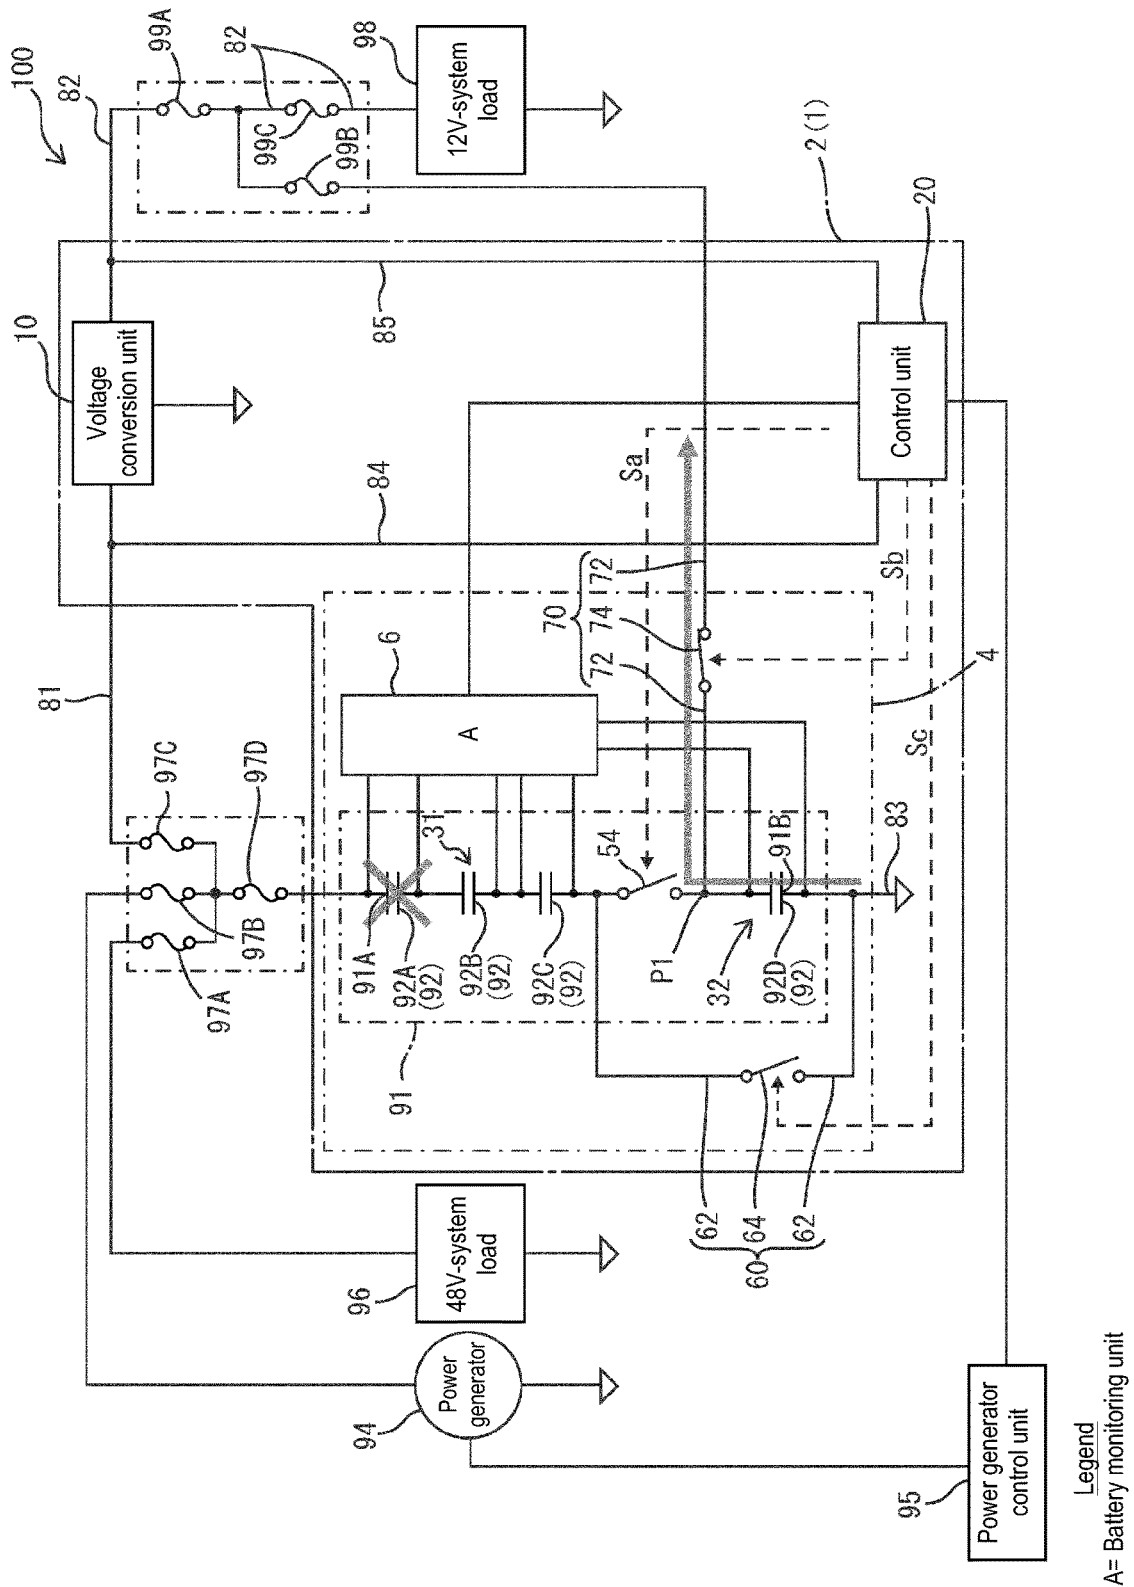 100
82
99A
82
98
12V-system
load
99C
99B
2(1)
20
10
Voltage
conversion unit
85
Control unit
84
Sa
Sb
Sc
81
6
A
70
72
74
72
4
97C
97D
97B
97A
31
54
91B
83
91A
92A
(92)
92B
(92)
92C
(92)
P1
32
92D
(92)
91
62
64
62
60
96
48V-system
load
94
Power
generator
95
Power generator
control unit
Legend
A= Battery monitoring unit